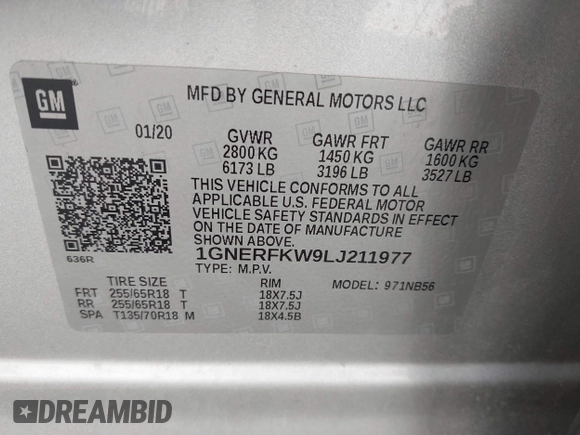 GM
MFD BY GENERAL MOTORS LLC
01/20 GVWR GAWR FRT GAWR RR
2800 KG 1450 KG 1600 KG
6173 LB 3196 LB 3527 LB
THIS VEHICLE CONFORMS TO ALL
APPLICABLE U.S. FEDERAL MOTOR
VEHICLE SAFETY STANDARDS IN EFFECT
ON THE DATE OF MANUFACTURE
SHOWN ABOVE.
636R 1GNERFKW9LJ211977
TYPE: M.P.V.
TIRE SIZE RIM MODEL: 971NB56
FRT 255/65R18 T 18X7.5J
RR 255/65R18 T 18X7.5J
SPA T135/70R18 M 18X4.5B
DREAMBID